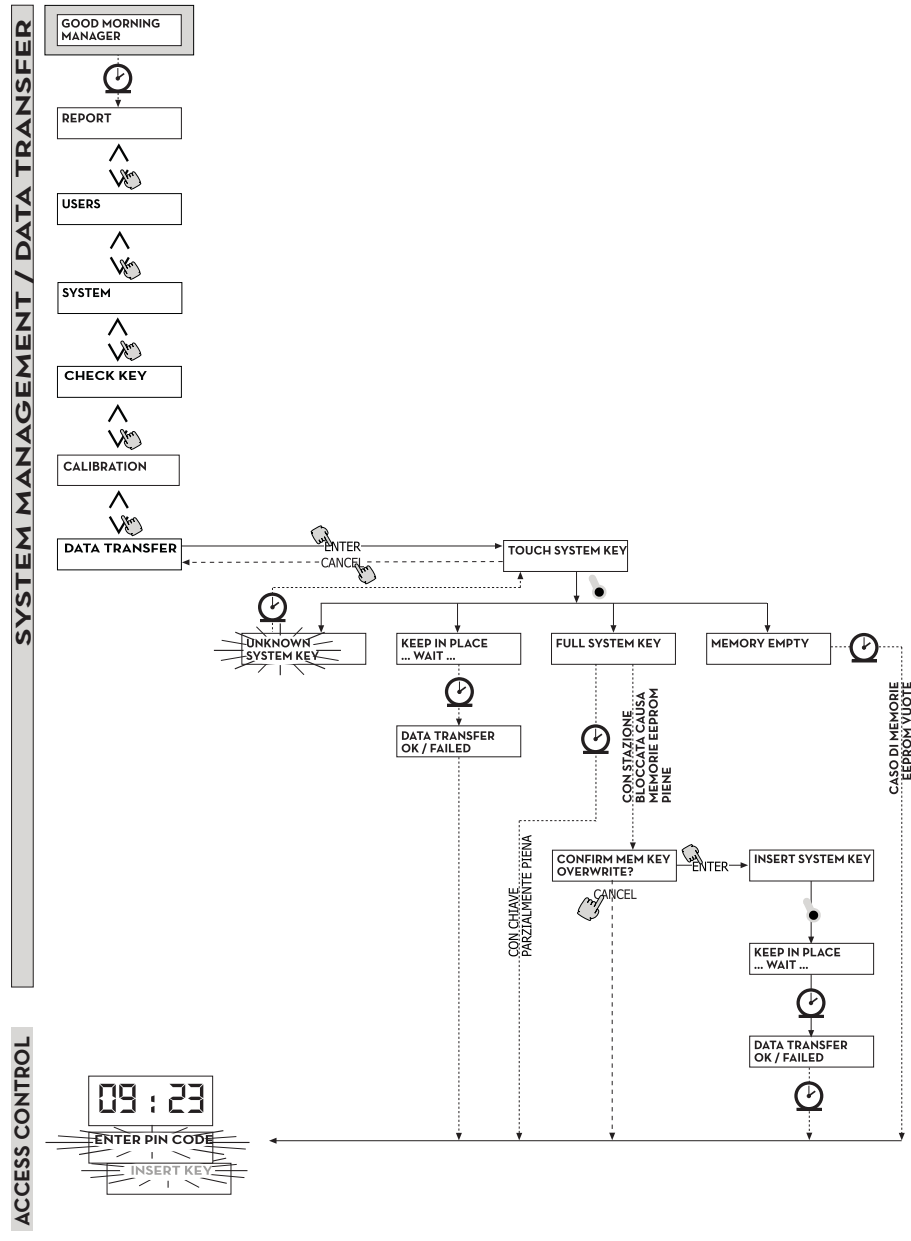 SYSTEM MANAGEMENT / DATA TRANSFER
GOOD MORNING
MANAGER
REPORT
USERS
SYSTEM
CHECK KEY
CALIBRATION
DATA TRANSFER
ENTER
CANCEL
TOUCH SYSTEM KEY
UNKNOWN
SYSTEM KEY
KEEP IN PLACE
... WAIT ...
FULL SYSTEM KEY
MEMORY EMPTY
DATA TRANSFER
OK / FAILED
CON STAZIONE
BLOCCATA CAUSA
MEMORIE EEPROM
PIENE
CASO DI MEMORIE
EEPROM VUOTE
CON CHIAVE
PARZIALMENTE PIENA
CONFIRM MEM KEY
OVERWRITE?
ENTER
CANCEL
INSERT SYSTEM KEY
KEEP IN PLACE
... WAIT ...
DATA TRANSFER
OK / FAILED
ACCESS CONTROL
09 : 23
ENTER PIN CODE
INSERT KEY